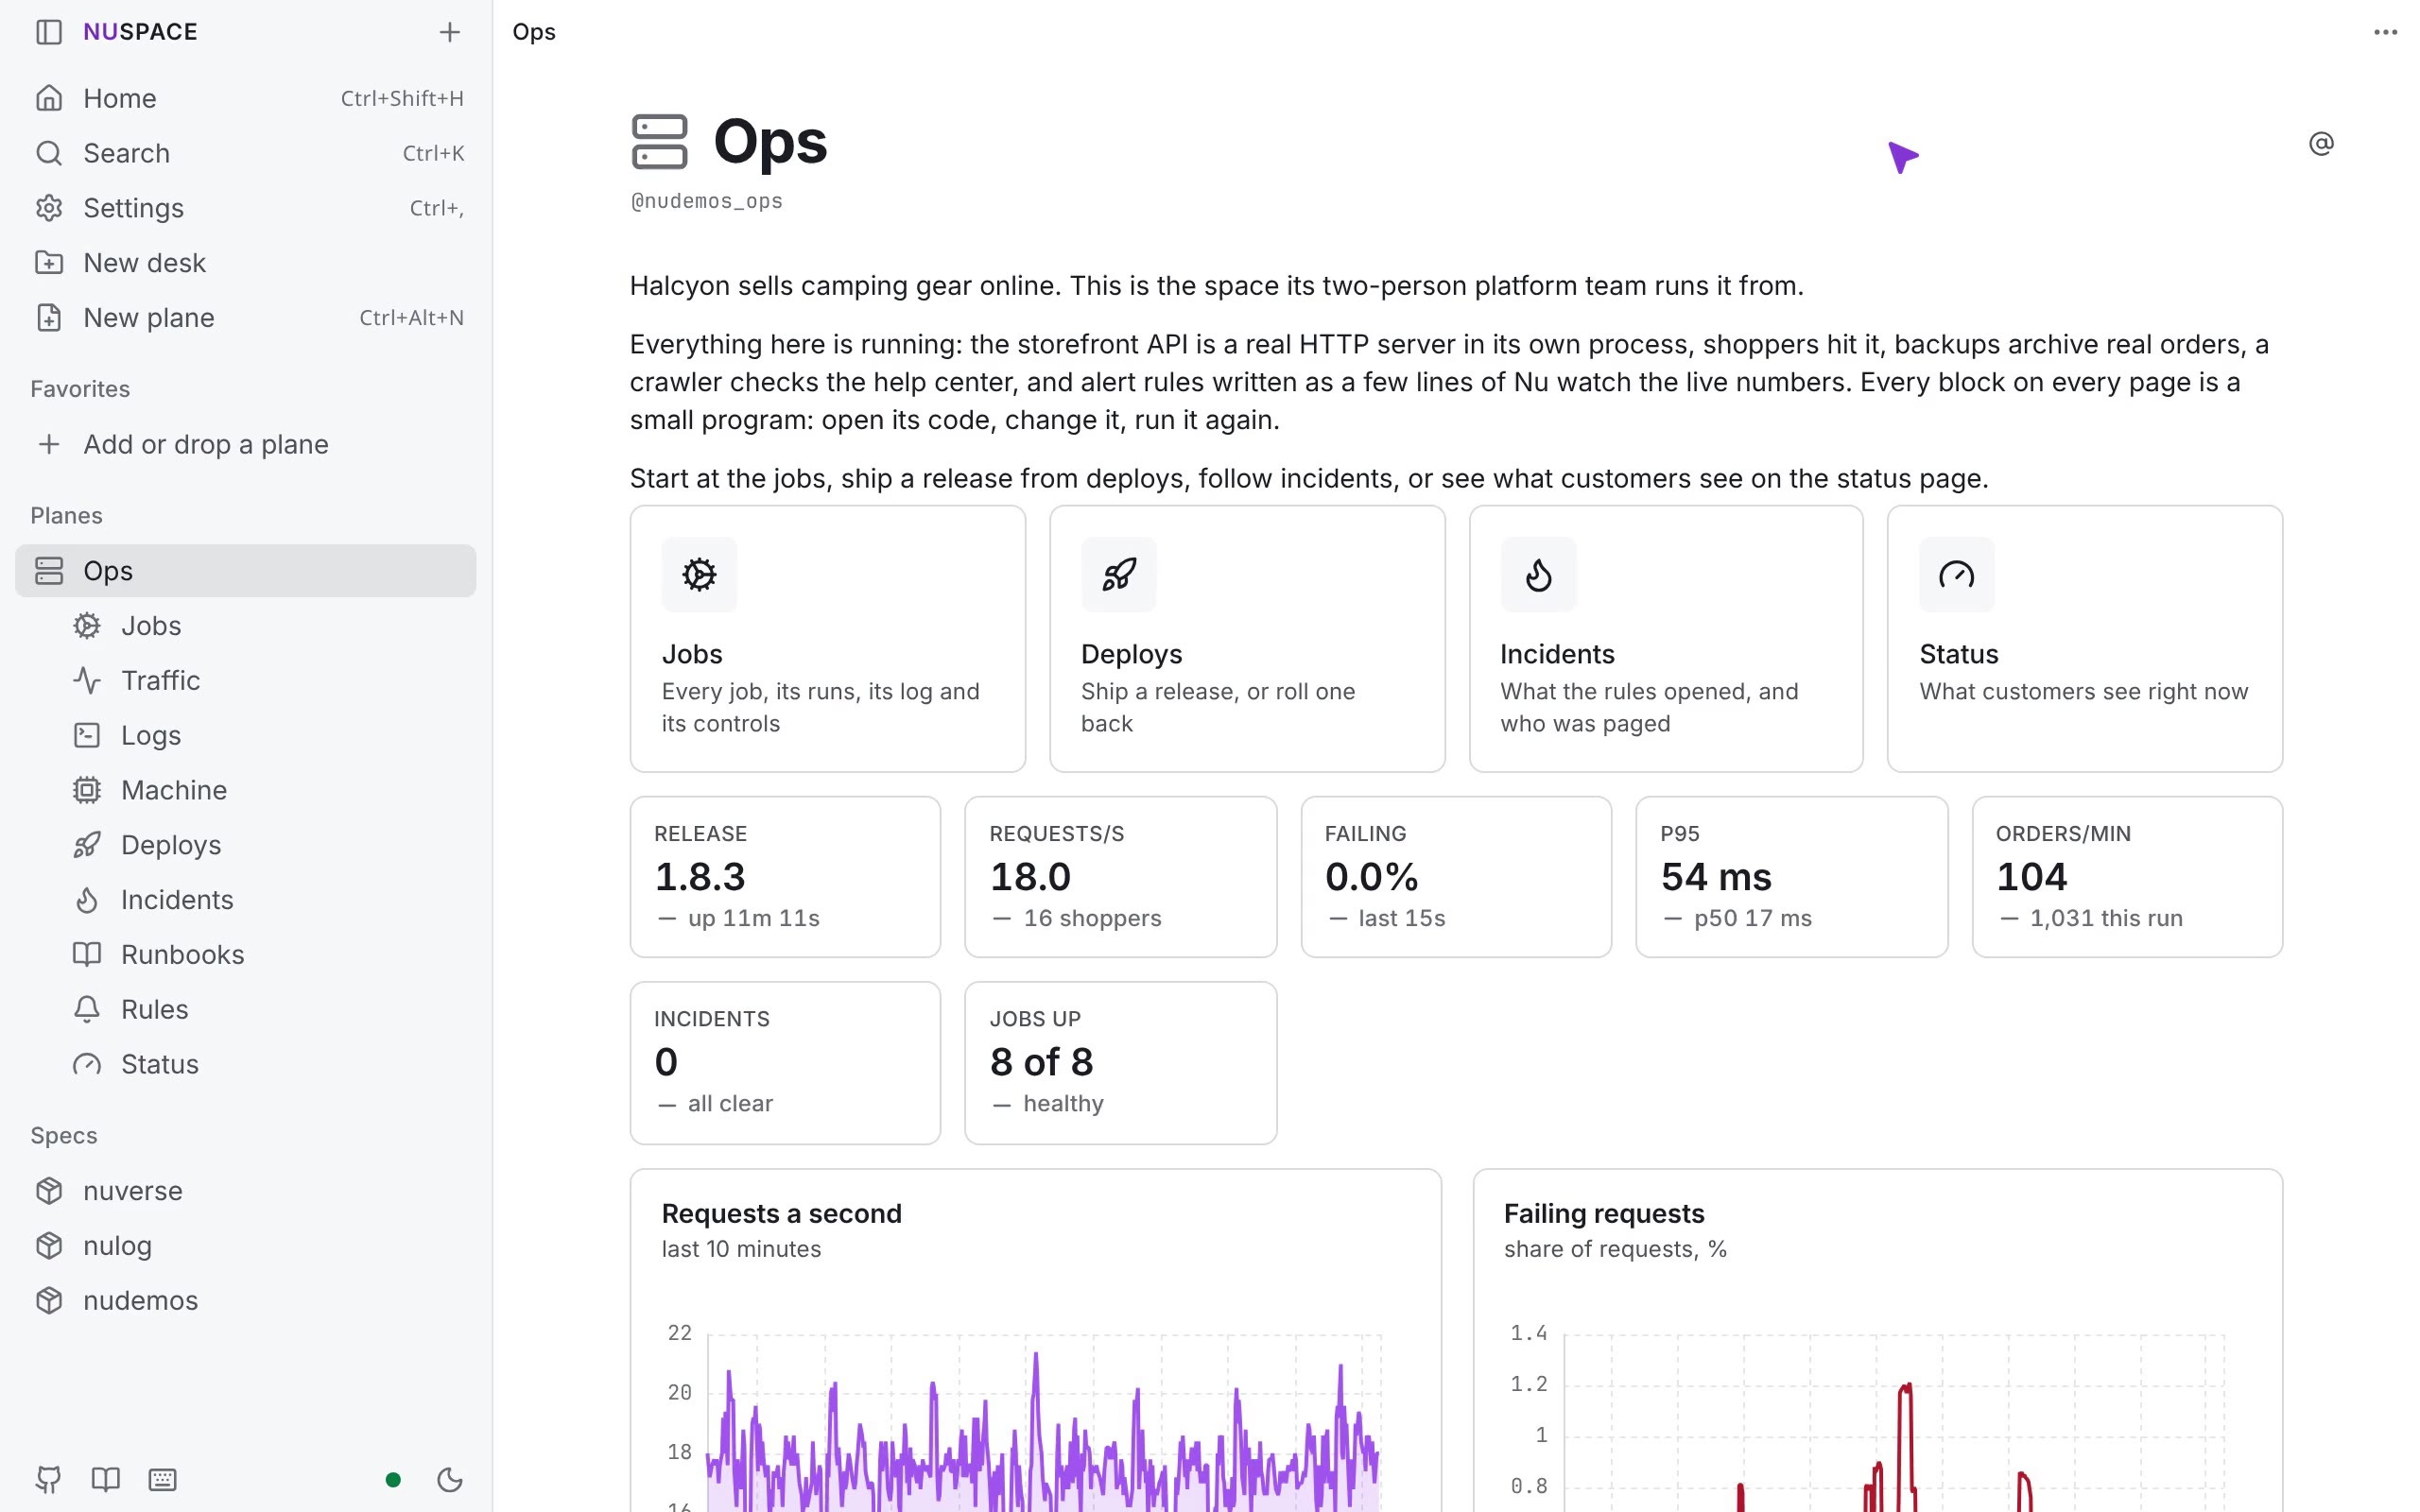 NUSPACE
Home Ctrl+Shift+H
Search Ctrl+K
Settings Ctrl+,
New desk
New plane Ctrl+Alt+N
Favorites
Add or drop a plane
Planes
Ops
Jobs
Traffic
Logs
Machine
Deploys
Incidents
Runbooks
Rules
Status
Specs
nuverse
nulog
nudemos
Ops
Ops
@nudemos_ops
Halcyon sells camping gear online. This is the space its two-person platform team runs it from.
Everything here is running: the storefront API is a real HTTP server in its own process, shoppers hit it, backups archive real orders, a
crawler checks the help center, and alert rules written as a few lines of Nu watch the live numbers. Every block on every page is a
small program: open its code, change it, run it again.
Start at the jobs, ship a release from deploys, follow incidents, or see what customers see on the status page.
Jobs
Every job, its runs, its log and
its controls
Deploys
Ship a release, or roll one
back
Incidents
What the rules opened, and
who was paged
Status
What customers see right now
RELEASE
1.8.3
— up 11m 11s
REQUESTS/S
18.0
— 16 shoppers
FAILING
0.0%
— last 15s
P95
54 ms
— p50 17 ms
ORDERS/MIN
104
— 1,031 this run
INCIDENTS
0
— all clear
JOBS UP
8 of 8
— healthy
Requests a second
last 10 minutes
22
20
18
16
Failing requests
share of requests, %
1.4
1.2
1
0.8